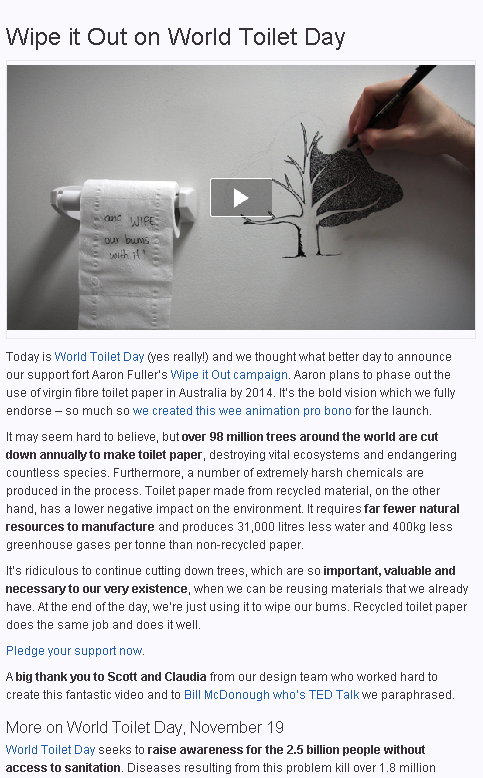 Wipe it Out on World Toilet Day
and WIPE
our bums
with it!
Today is World Toilet Day (yes really!) and we thought what better day to announce
our support fort Aaron Fuller's Wipe it Out campaign. Aaron plans to phase out the
use of virgin fibre toilet paper in Australia by 2014. It's the bold vision which we fully
endorse – so much so we created this wee animation pro bono for the launch.
It may seem hard to believe, but over 98 million trees around the world are cut
down annually to make toilet paper, destroying vital ecosystems and endangering
countless species. Furthermore, a number of extremely harsh chemicals are
produced in the process. Toilet paper made from recycled material, on the other
hand, has a lower negative impact on the environment. It requires far fewer natural
resources to manufacture and produces 31,000 litres less water and 400kg less
greenhouse gases per tonne than non-recycled paper.
It's ridiculous to continue cutting down trees, which are so important, valuable and
necessary to our very existence, when we can be reusing materials that we already
have. At the end of the day, we're just using it to wipe our bums. Recycled toilet paper
does the same job and does it well.
Pledge your support now.
A big thank you to Scott and Claudia from our design team who worked hard to
create this fantastic video and to Bill McDonough who's TED Talk we paraphrased.
More on World Toilet Day, November 19
World Toilet Day seeks to raise awareness for the 2.5 billion people without
access to sanitation. Diseases resulting from this problem kill over 1.8 million